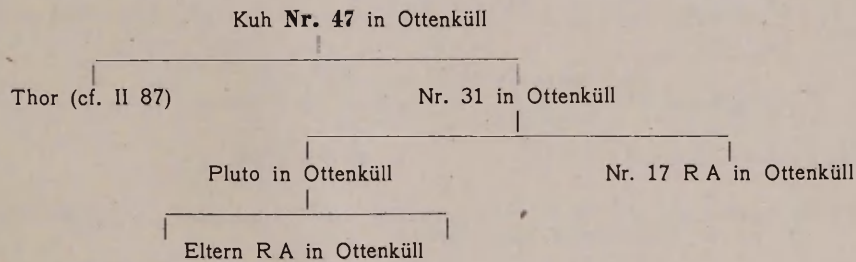 Kuh Nr. 47 in Ottenküll
Thor (cf. II 87) Nr. 31 in Ottenküll
Pluto in Ottenküll Nr. 17 R A in Ottenküll
Eltern R A in Ottenküll